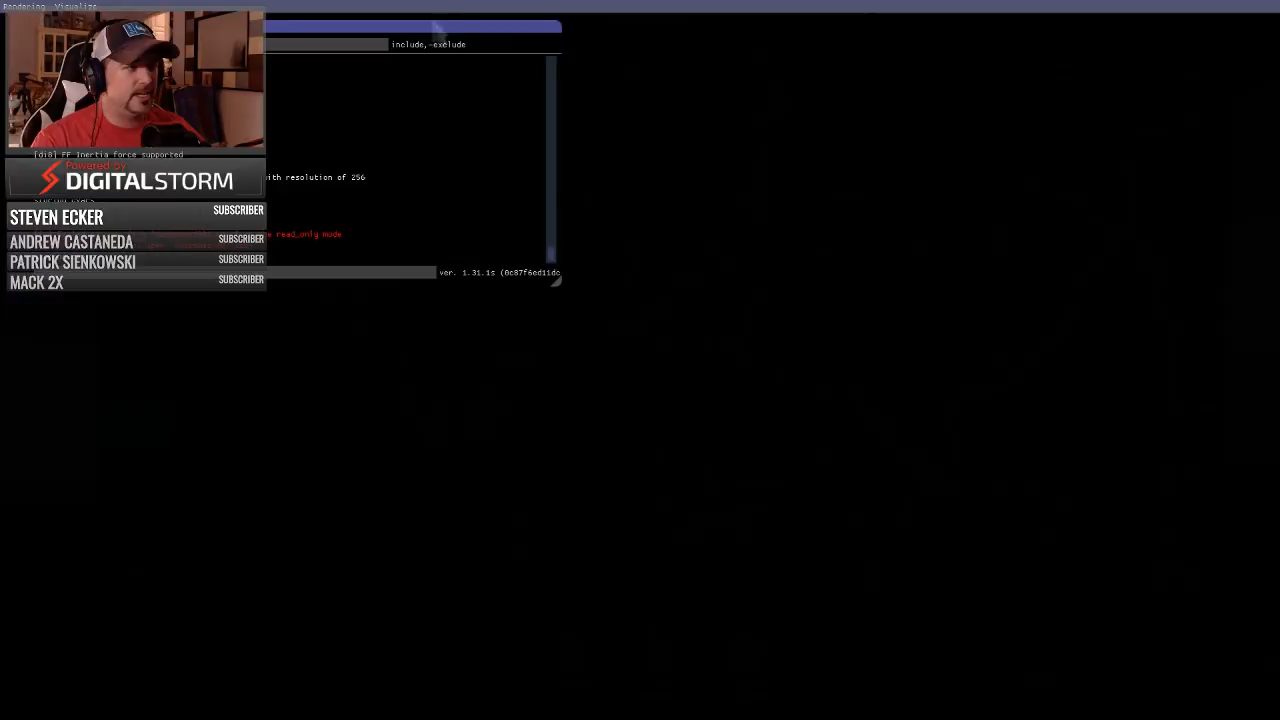 Rendering Visualize
include,-exclude
[di8] FF Inertia force supported
Powered by
DIGITALSTORM
with resolution of 256
STEVEN ECKER SUBSCRIBER
read_only mode
ANDREW CASTANEDA SUBSCRIBER
PATRICK SIENKOWSKI SUBSCRIBER
MACK 2X SUBSCRIBER
ver. 1.31.1s (0c87f6ed11dc